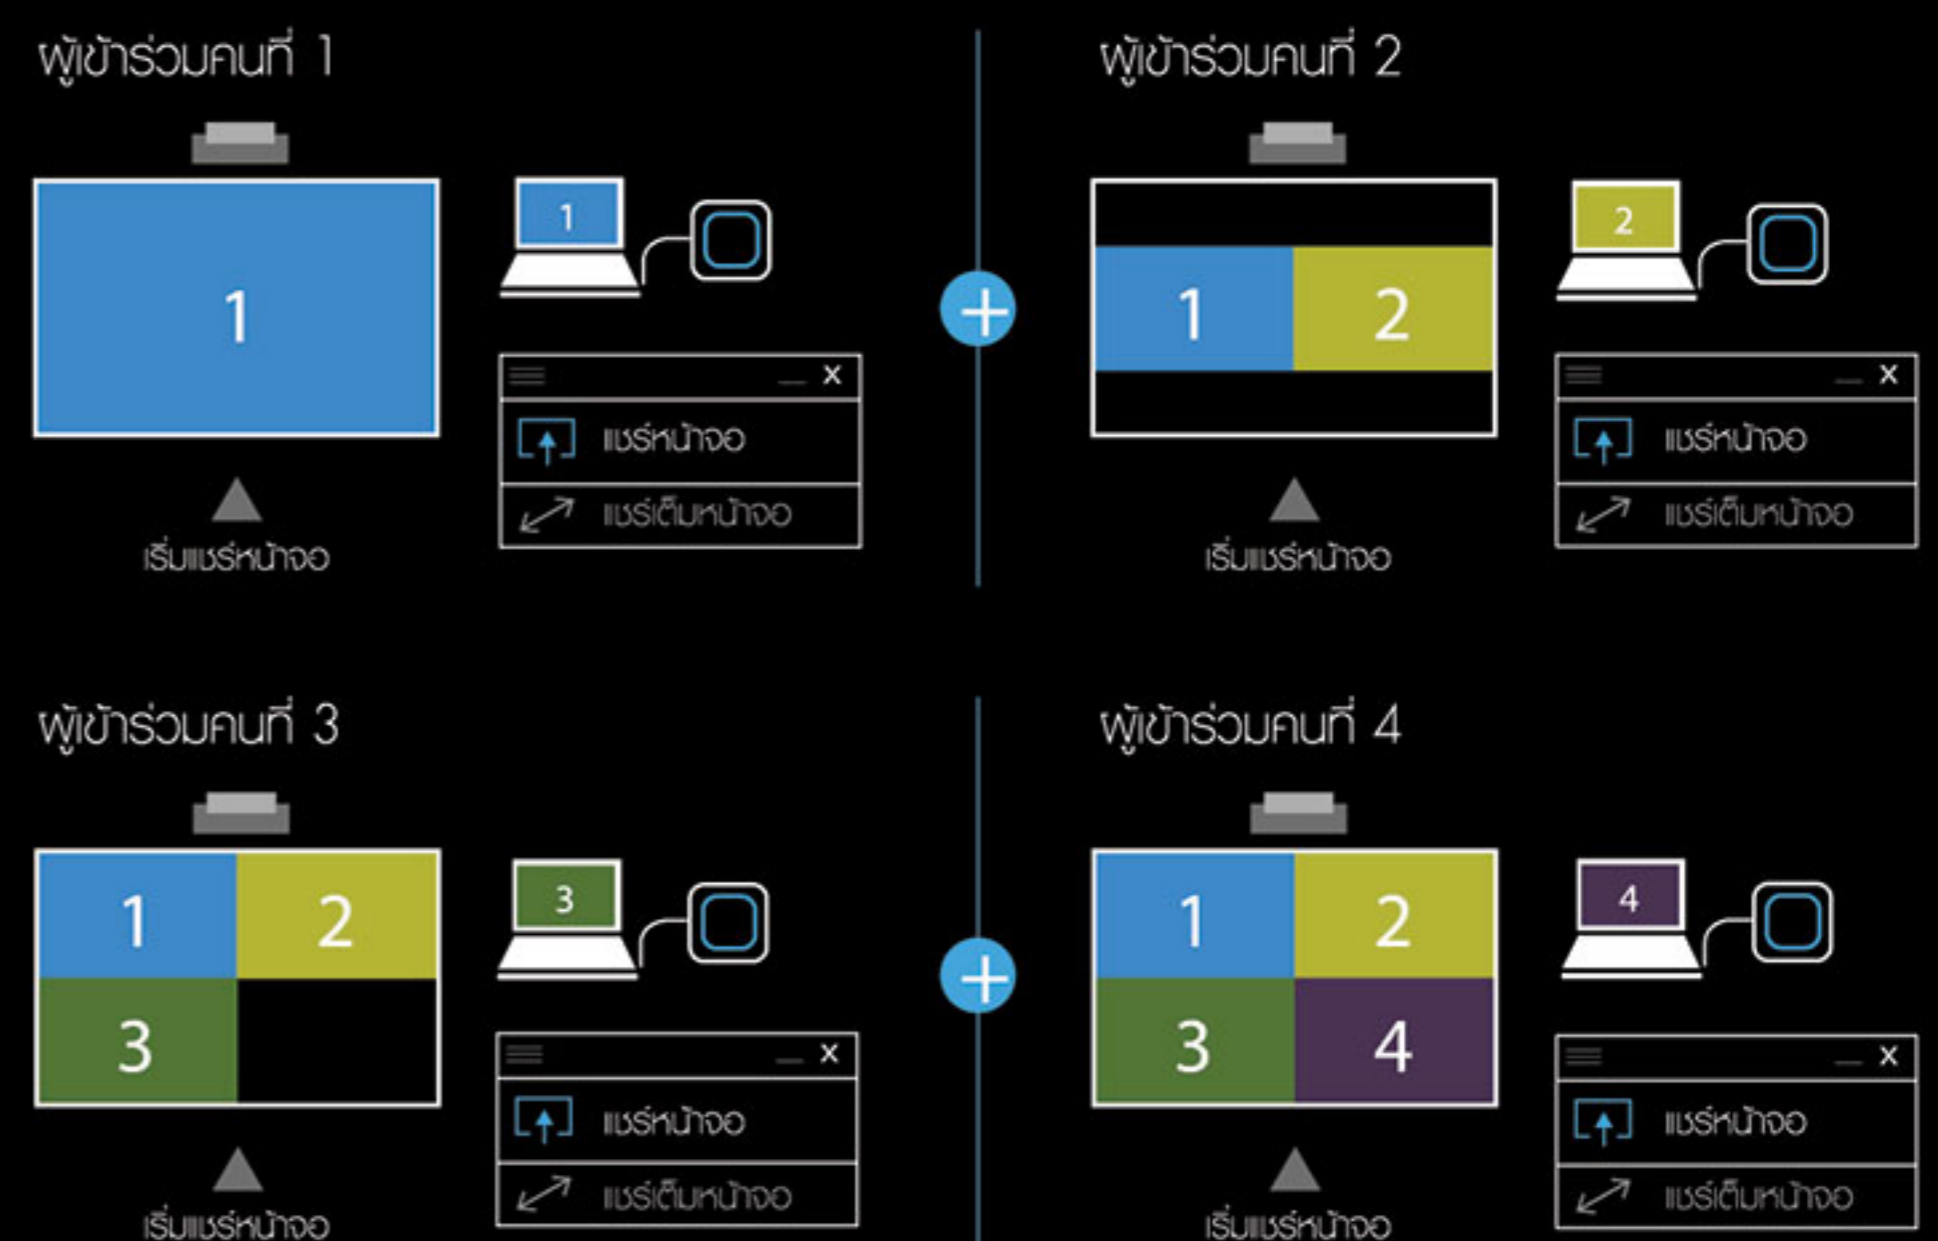 ผู้เข้าร่วมคนที่ 1
1
1
X
แชร์หน้าจอ
แชร์เต็มหน้าจอ
เริ่มแชร์หน้าจอ
+
ผู้เข้าร่วมคนที่ 2
1 2
2
X
แชร์หน้าจอ
แชร์เต็มหน้าจอ
เริ่มแชร์หน้าจอ
ผู้เข้าร่วมคนที่ 3
1 2
3
3
X
แชร์หน้าจอ
แชร์เต็มหน้าจอ
เริ่มแชร์หน้าจอ
+
ผู้เข้าร่วมคนที่ 4
1 2
3 4
4
X
แชร์หน้าจอ
แชร์เต็มหน้าจอ
เริ่มแชร์หน้าจอ